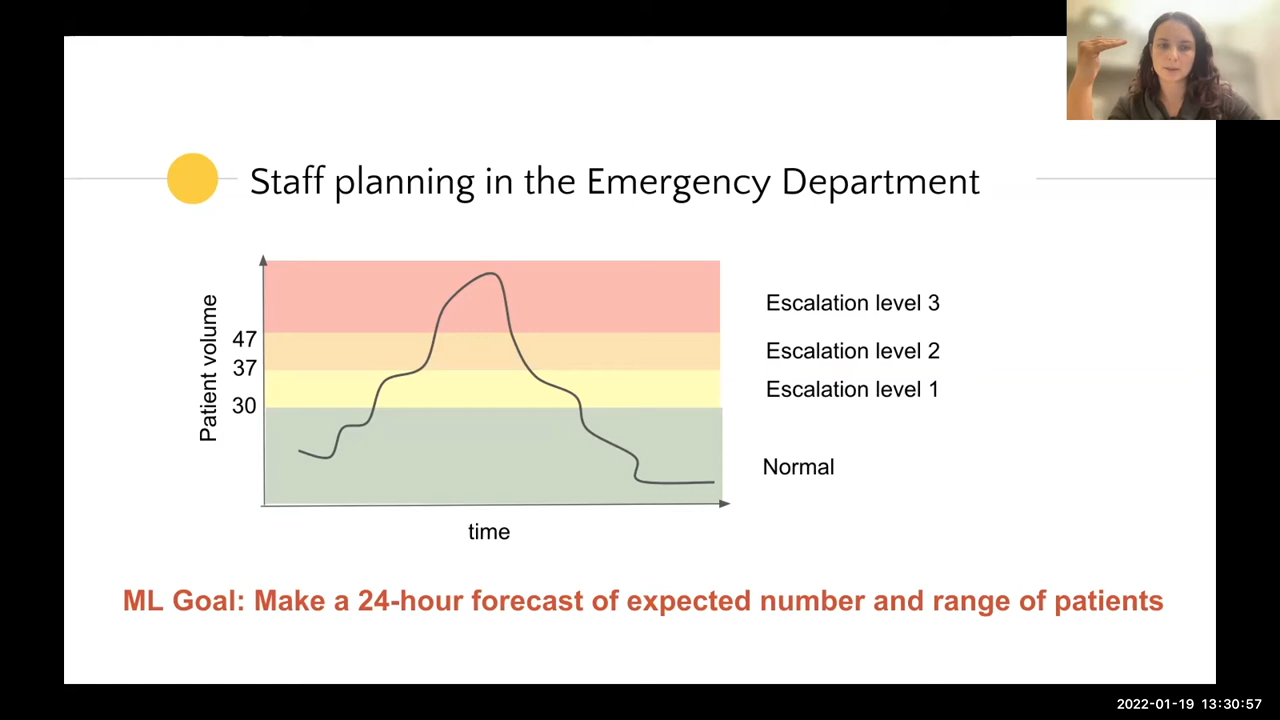 Staff planning in the Emergency Department
Patient volume
47
37
30
Escalation level 3
Escalation level 2
Escalation level 1
Normal
time
ML Goal: Make a 24-hour forecast of expected number and range of patients
2022-01-19 13:30:57